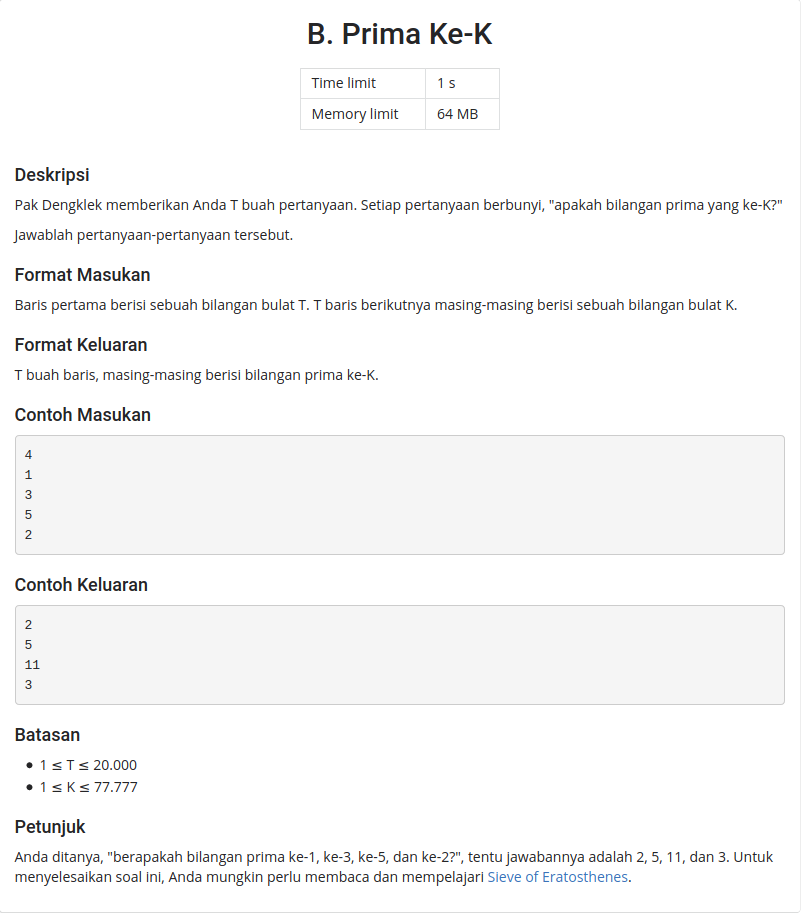 B. Prima Ke-K
Time limit 1 s
Memory limit 64 MB
Deskripsi
Pak Dengklek memberikan Anda T buah pertanyaan. Setiap pertanyaan berbunyi, "apakah bilangan prima yang ke-K?"
Jawablah pertanyaan-pertanyaan tersebut.
Format Masukan
Baris pertama berisi sebuah bilangan bulat T. T baris berikutnya masing-masing berisi sebuah bilangan bulat K.
Format Keluaran
T buah baris, masing-masing berisi bilangan prima ke-K.
Contoh Masukan
4
1
3
5
2
Contoh Keluaran
2
5
11
3
Batasan
• 1 ≤ T ≤ 20.000
• 1 ≤ K ≤ 77.777
Petunjuk
Anda ditanya, "berapakah bilangan prima ke-1, ke-3, ke-5, dan ke-2?", tentu jawabannya adalah 2, 5, 11, dan 3. Untuk
menyelesaikan soal ini, Anda mungkin perlu membaca dan mempelajari Sieve of Eratosthenes.